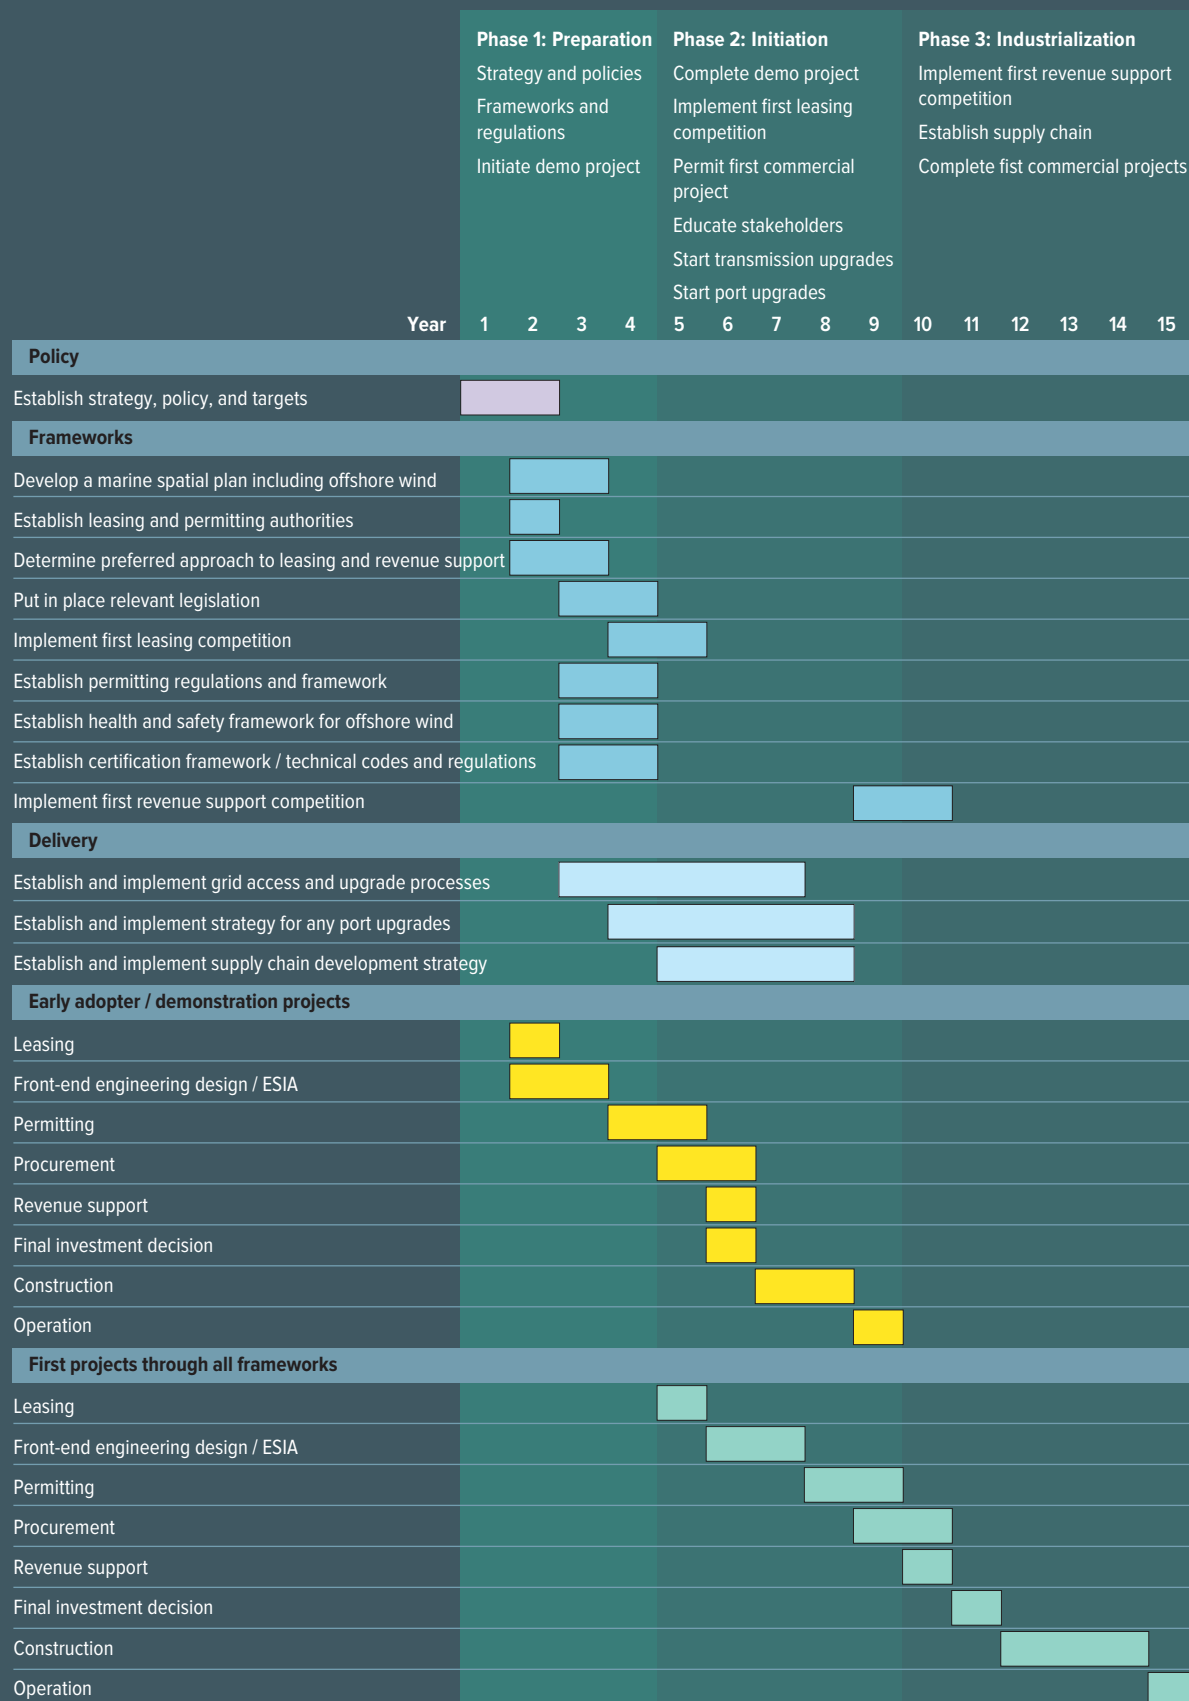 Phase 1: Preparation
Strategy and policies
Frameworks and
regulations
Initiate demo project
Phase 2: Initiation
Complete demo project
Implement first leasing
competition
Permit first commercial
project
Educate stakeholders
Start transmission upgrades
Start port upgrades
Phase 3: Industrialization
Implement first revenue support
competition
Establish supply chain
Complete fist commercial projects
Year 1 2 3 4 5 6 7 8 9 10 11 12 13 14 15
Policy
Establish strategy, policy, and targets
Frameworks
Develop a marine spatial plan including offshore wind
Establish leasing and permitting authorities
Determine preferred approach to leasing and revenue support
Put in place relevant legislation
Implement first leasing competition
Establish permitting regulations and framework
Establish health and safety framework for offshore wind
Establish certification framework / technical codes and regulations
Implement first revenue support competition
Delivery
Establish and implement grid access and upgrade processes
Establish and implement strategy for any port upgrades
Establish and implement supply chain development strategy
Early adopter / demonstration projects
Leasing
Front-end engineering design / ESIA
Permitting
Procurement
Revenue support
Final investment decision
Construction
Operation
First projects through all frameworks
Leasing
Front-end engineering design / ESIA
Permitting
Procurement
Revenue support
Final investment decision
Construction
Operation